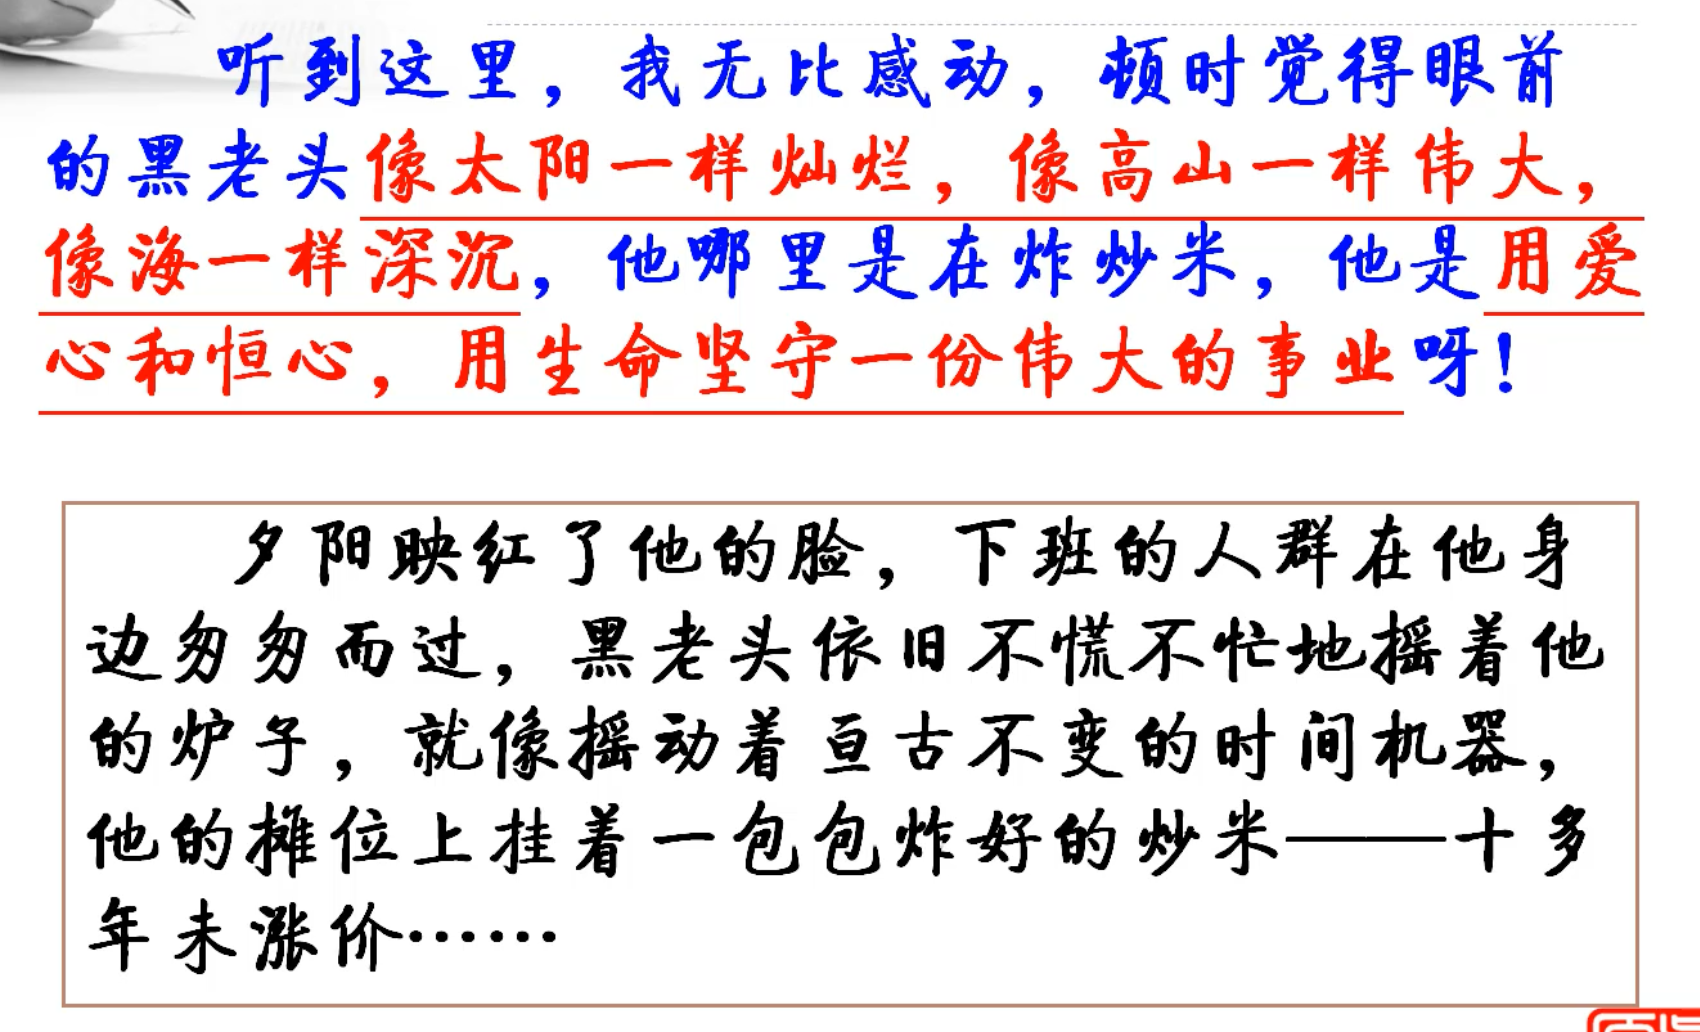 听到这里，我无比感动，顿时觉得眼前
的黑老头像太阳一样灿烂，像高山一样伟大，
像海一样深沉，他哪里是在炸炒米，他是用爱
心和恒心，用生命坚守一份伟大的事业呀！
夕阳映红了他的脸，下班的人群在他身
边匆匆而过，黑老头依旧不慌不忙地摇着他
的炉子，就像摇动着亘古不变的时间机器，
他的摊位上挂着一包包炸好的炒米——十多
年未涨价……